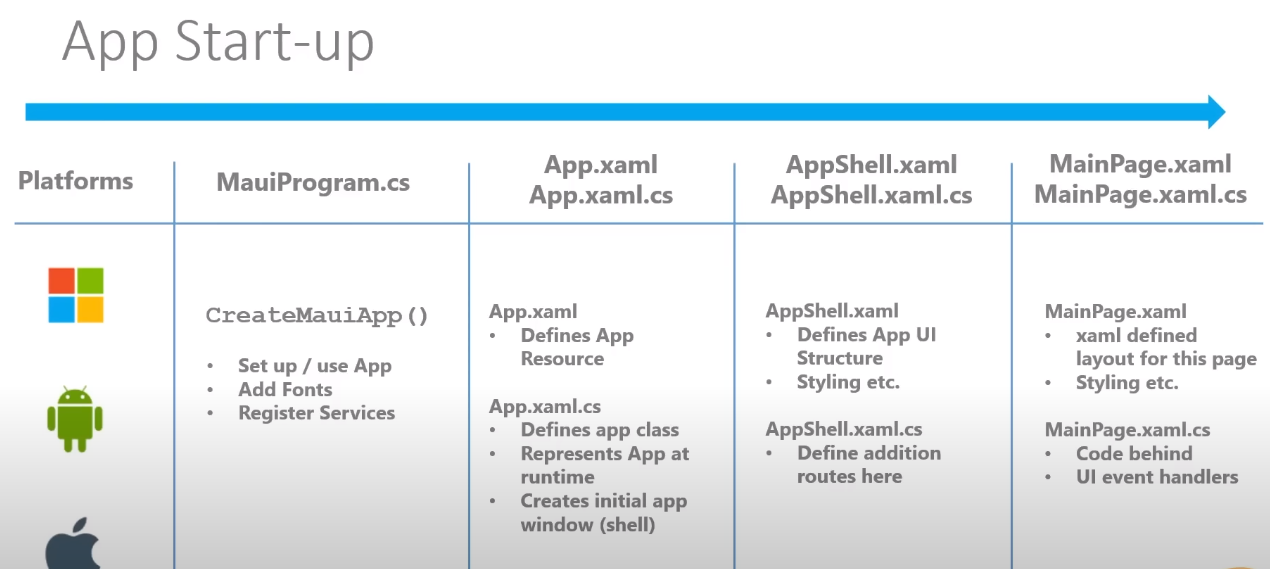 App Start-up
Platforms
MauiProgram.cs
App.xaml
App.xaml.cs
AppShell.xaml
AppShell.xaml.cs
MainPage.xaml
MainPage.xaml.cs
CreateMauiApp()
• Set up / use App
• Add Fonts
• Register Services
App.xaml
• Defines App
Resource
App.xaml.cs
• Defines app class
• Represents App at
runtime
• Creates initial app
window (shell)
AppShell.xaml
• Defines App UI
Structure
• Styling etc.
AppShell.xaml.cs
• Define addition
routes here
MainPage.xaml
• xaml defined
layout for this page
• Styling etc.
MainPage.xaml.cs
• Code behind
• UI event handlers